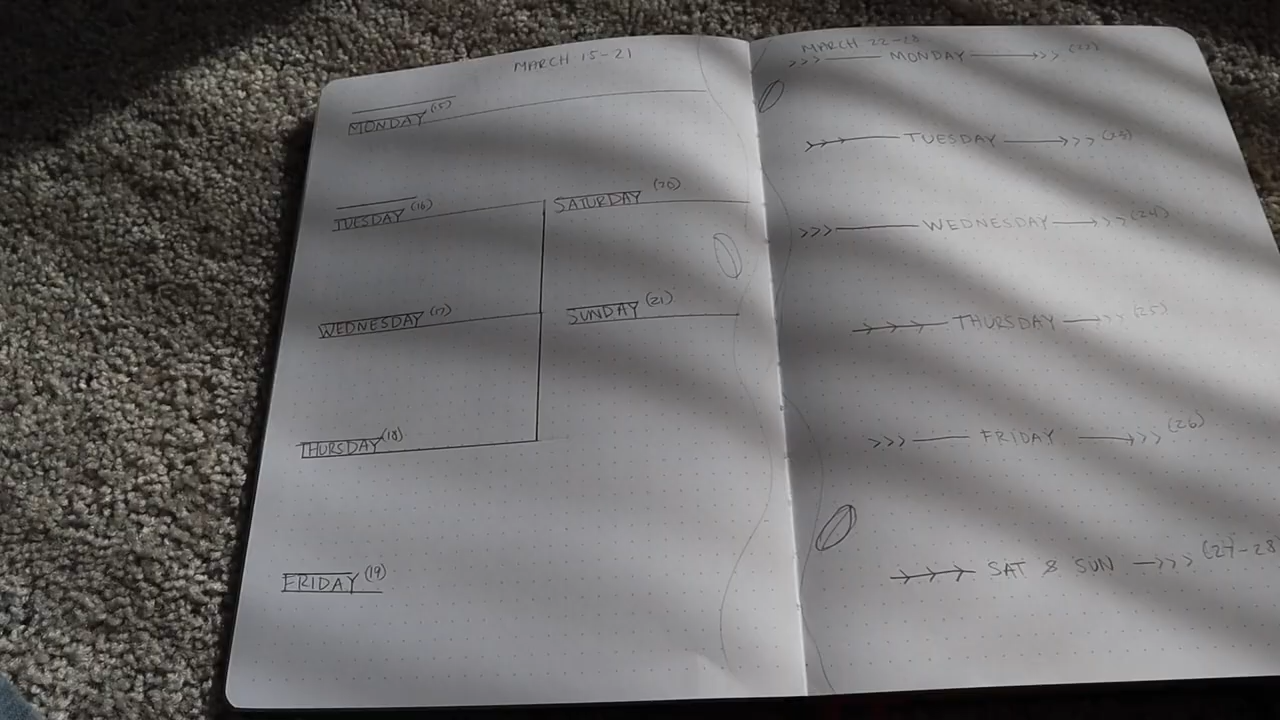 MARCH 15-21
MONDAY (15)
TUESDAY (16)
WEDNESDAY (17)
THURSDAY (18)
FRIDAY (19)
SATURDAY (20)
SUNDAY (21)
MARCH 22-28
MONDAY (22)
TUESDAY (23)
WEDNESDAY (24)
THURSDAY (25)
FRIDAY (26)
SAT & SUN (27-28